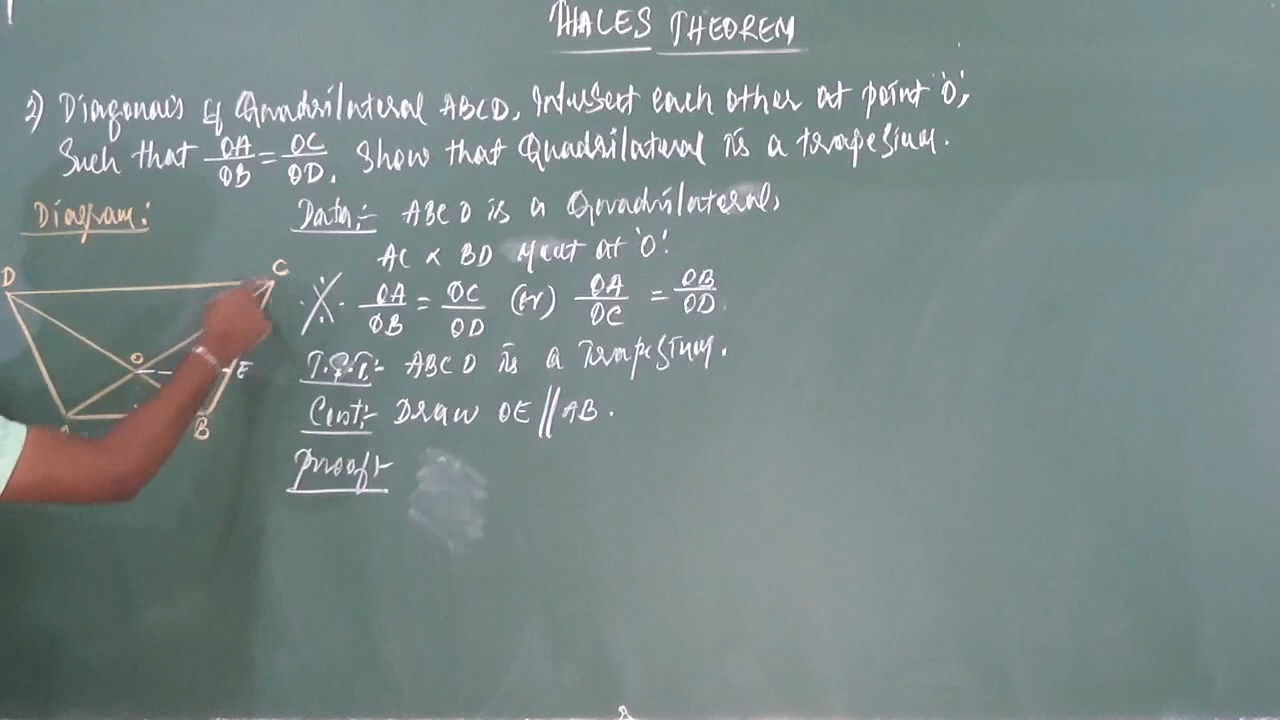 THALES THEOREM
2) Diagonals of Quadrilateral ABCD, Intersect each other at point 'O',
Such that OA/OB = OC/OD. Show that Quadrilateral is a trapezium.
Diagram:
Data:- ABCD is a Quadrilateral,
AC & BD Meet at 'O'.
OA/OB = OC/OD (or) OA/OC = OB/OD.
T.S.T:- ABCD is a Trapezium.
Const:- Draw OE || AB.
Proof:-
D
C
O
E
B